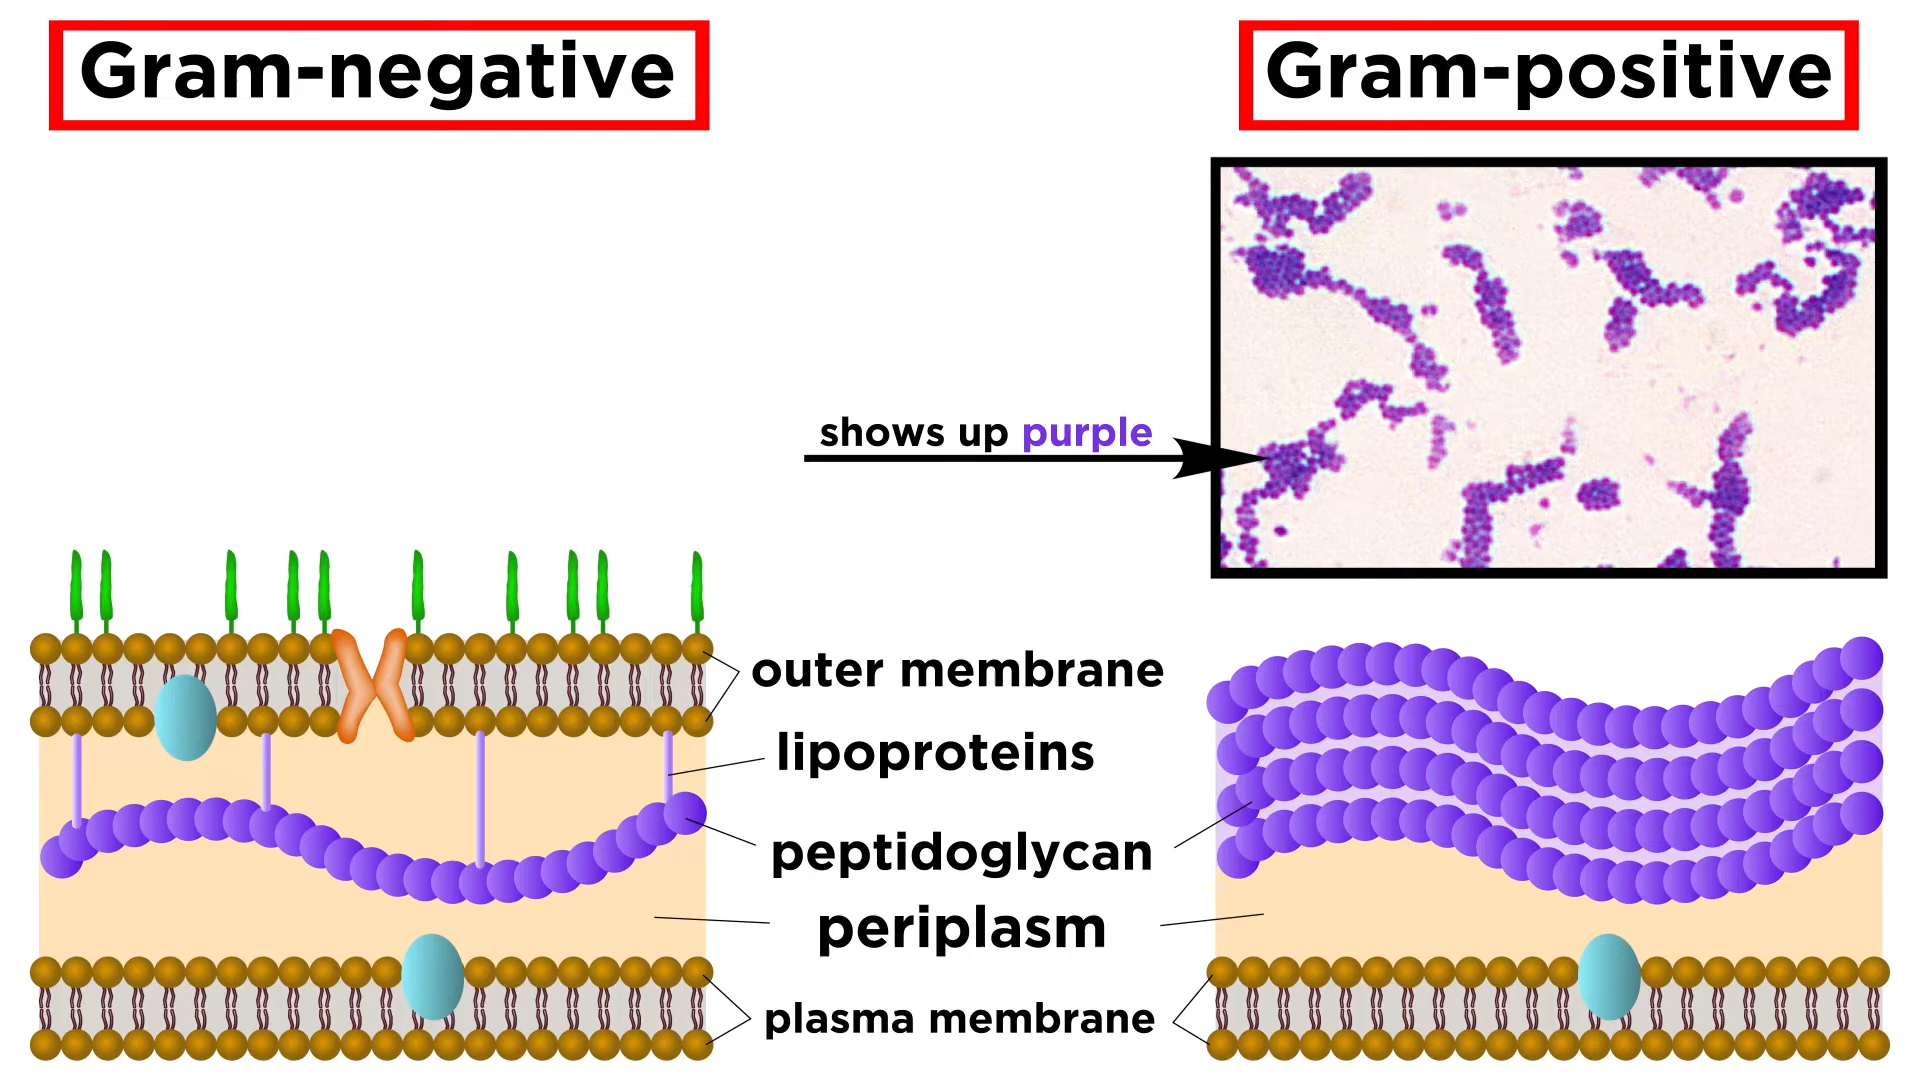 Gram-negative
Gram-positive
shows up purple
outer membrane
lipoproteins
peptidoglycan
periplasm
plasma membrane